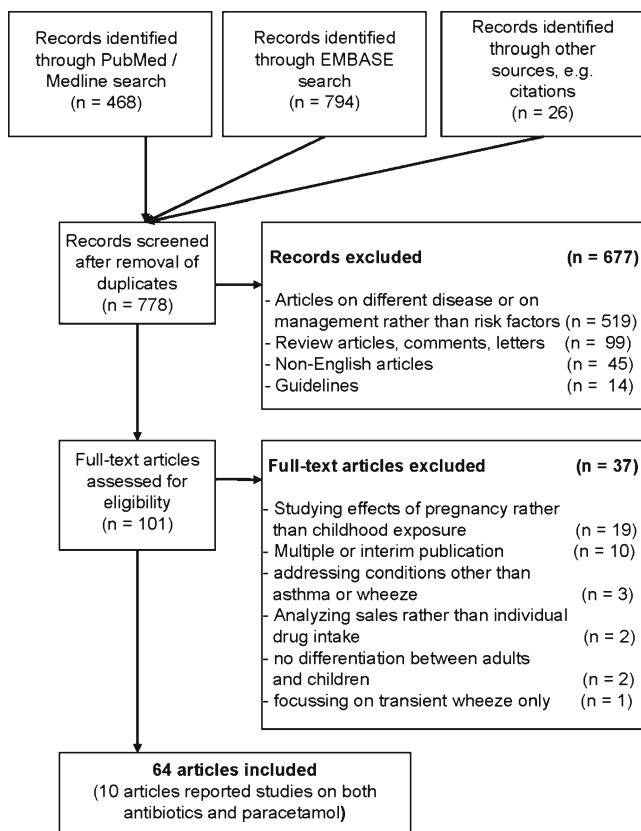 Records identified
through PubMed /
Medline search
(n = 468)
Records identified
through EMBASE
search
(n = 794)
Records identified
through other
sources, e.g.
citations
(n = 26)
Records screened
after removal of
duplicates
(n = 778)
Records excluded (n = 677)
- Articles on different disease or on
management rather than risk factors (n = 519)
- Review articles, comments, letters (n = 99)
- Non-English articles (n = 45)
- Guidelines (n = 14)
Full-text articles
assessed for
eligibility
(n = 101)
Full-text articles excluded (n = 37)
- Studying effects of pregnancy rather
than childhood exposure (n = 19)
- Multiple or interim publication (n = 10)
- addressing conditions other than
asthma or wheeze (n = 3)
- Analyzing sales rather than individual
drug intake (n = 2)
- no differentiation between adults
and children (n = 2)
- focussing on transient wheeze only (n = 1)
64 articles included
(10 articles reported studies on both
antibiotics and paracetamol)